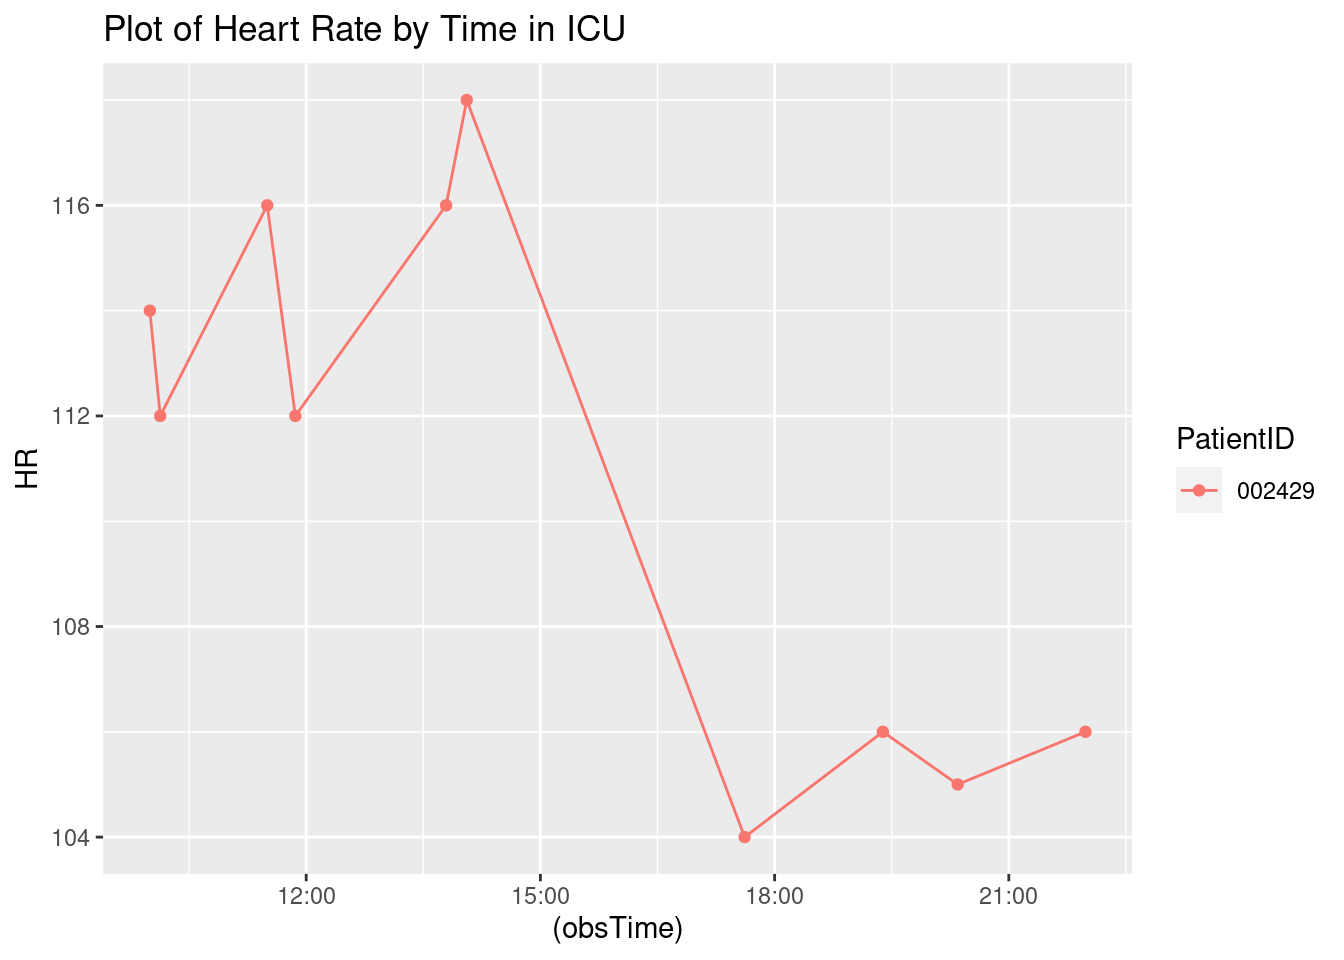 Plot of Heart Rate by Time in ICU
116
112
108
104
HR
12:00 15:00 18:00 21:00
(obsTime)
PatientID
002429